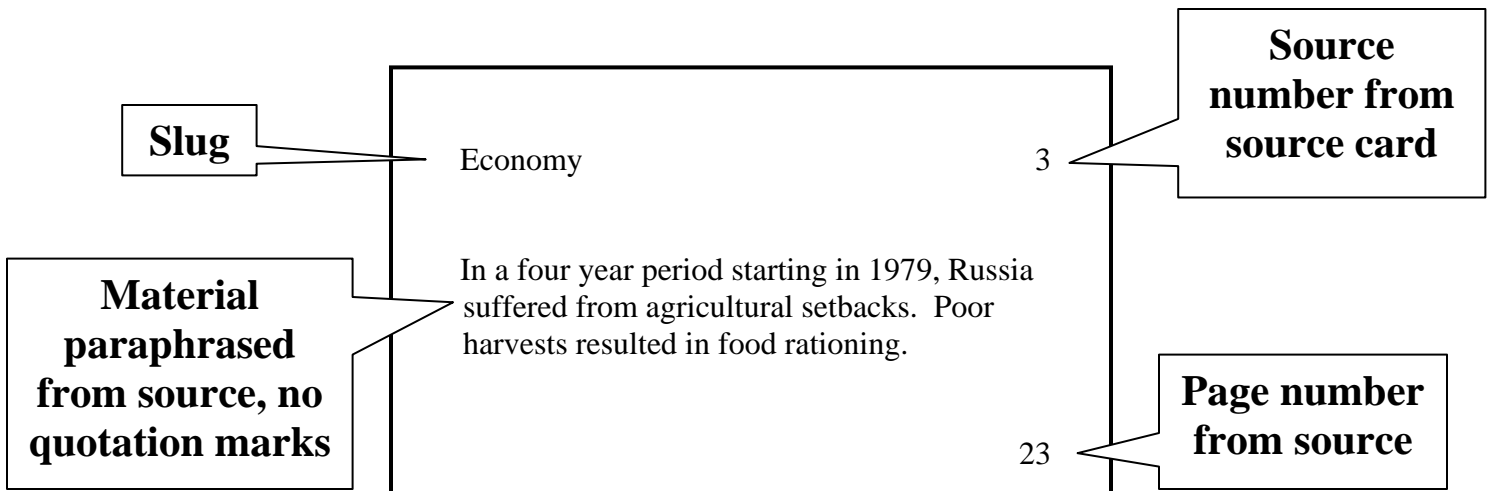 Source
number from
source card
Slug
Economy
3
Material
paraphrased
from source, no
quotation marks
In a four year period starting in 1979, Russia
suffered from agricultural setbacks.  Poor
harvests resulted in food rationing.
Page number
from source
23